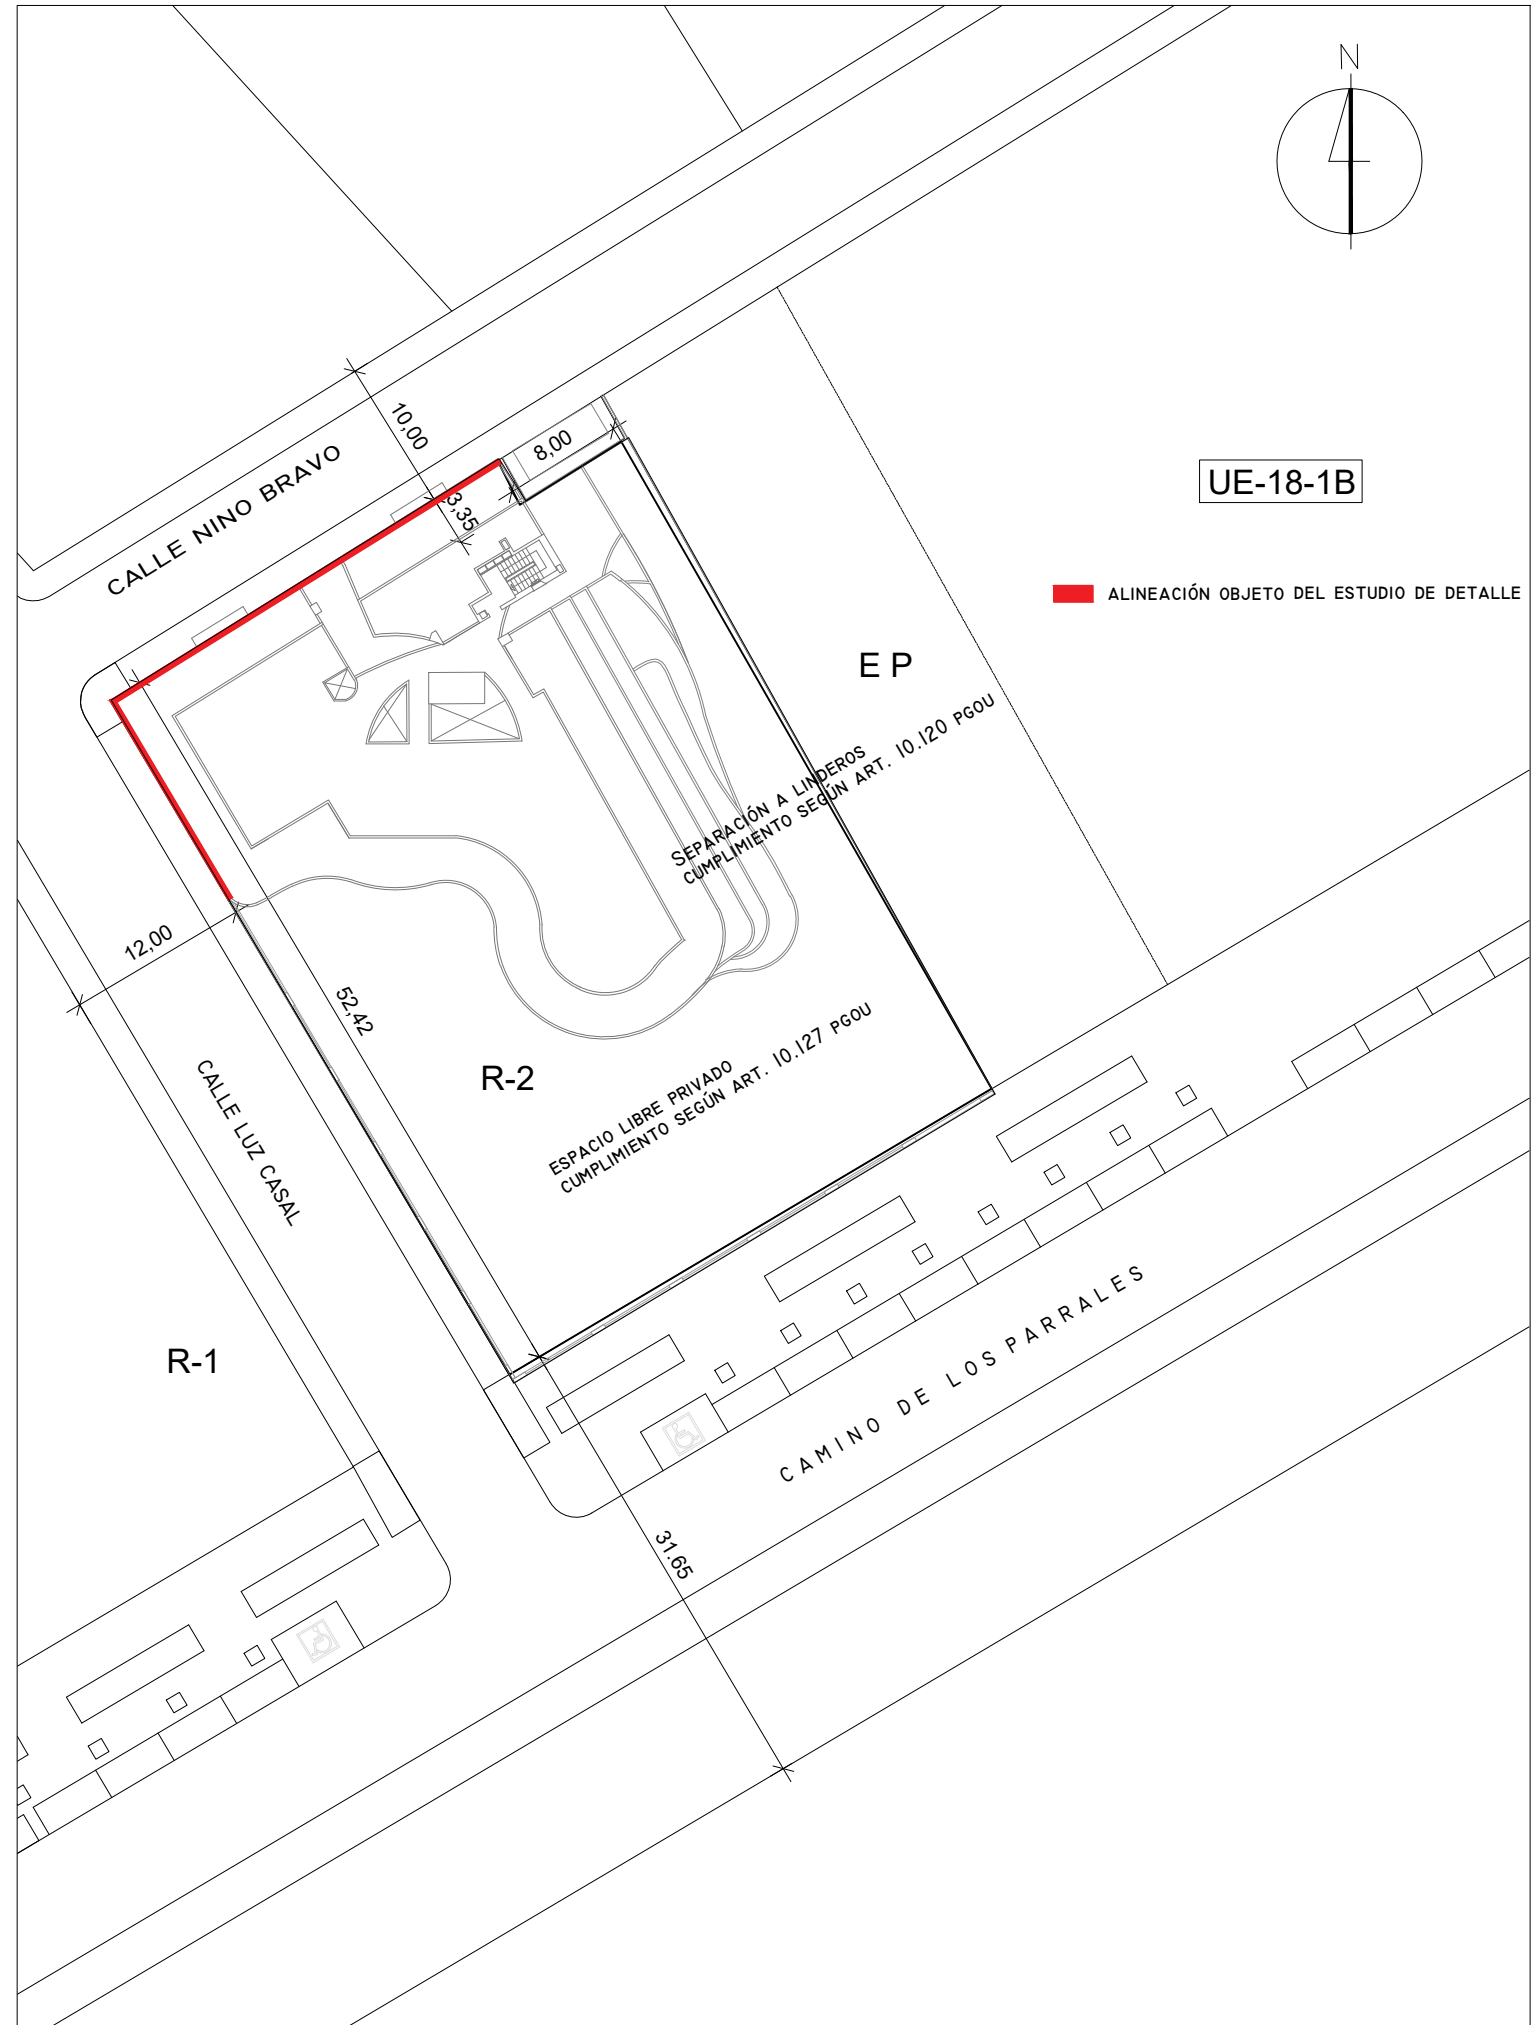 N
10,00
8,00
CALLE NINO BRAVO
3,35
UE-18-1B
ALINEACIÓN OBJETO DEL ESTUDIO DE DETALLE
E P
SEPARACIÓN A LINDEROS
CUMPLIMIENTO SEGÚN ART. 10.120 PGOU
12,00
52,42
R-2
ESPACIO LIBRE PRIVADO
CUMPLIMIENTO SEGÚN ART. 10.127 PGOU
CALLE LUZ CASAL
R-1
CAMINO DE LOS PARRALES
31.65